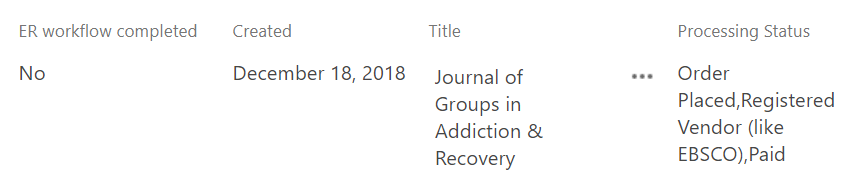 ER workflow completed Created Title Processing Status
No December 18, 2018 Journal of Groups in Addiction & Recovery ••• Order Placed,Registered Vendor (like EBSCO),Paid